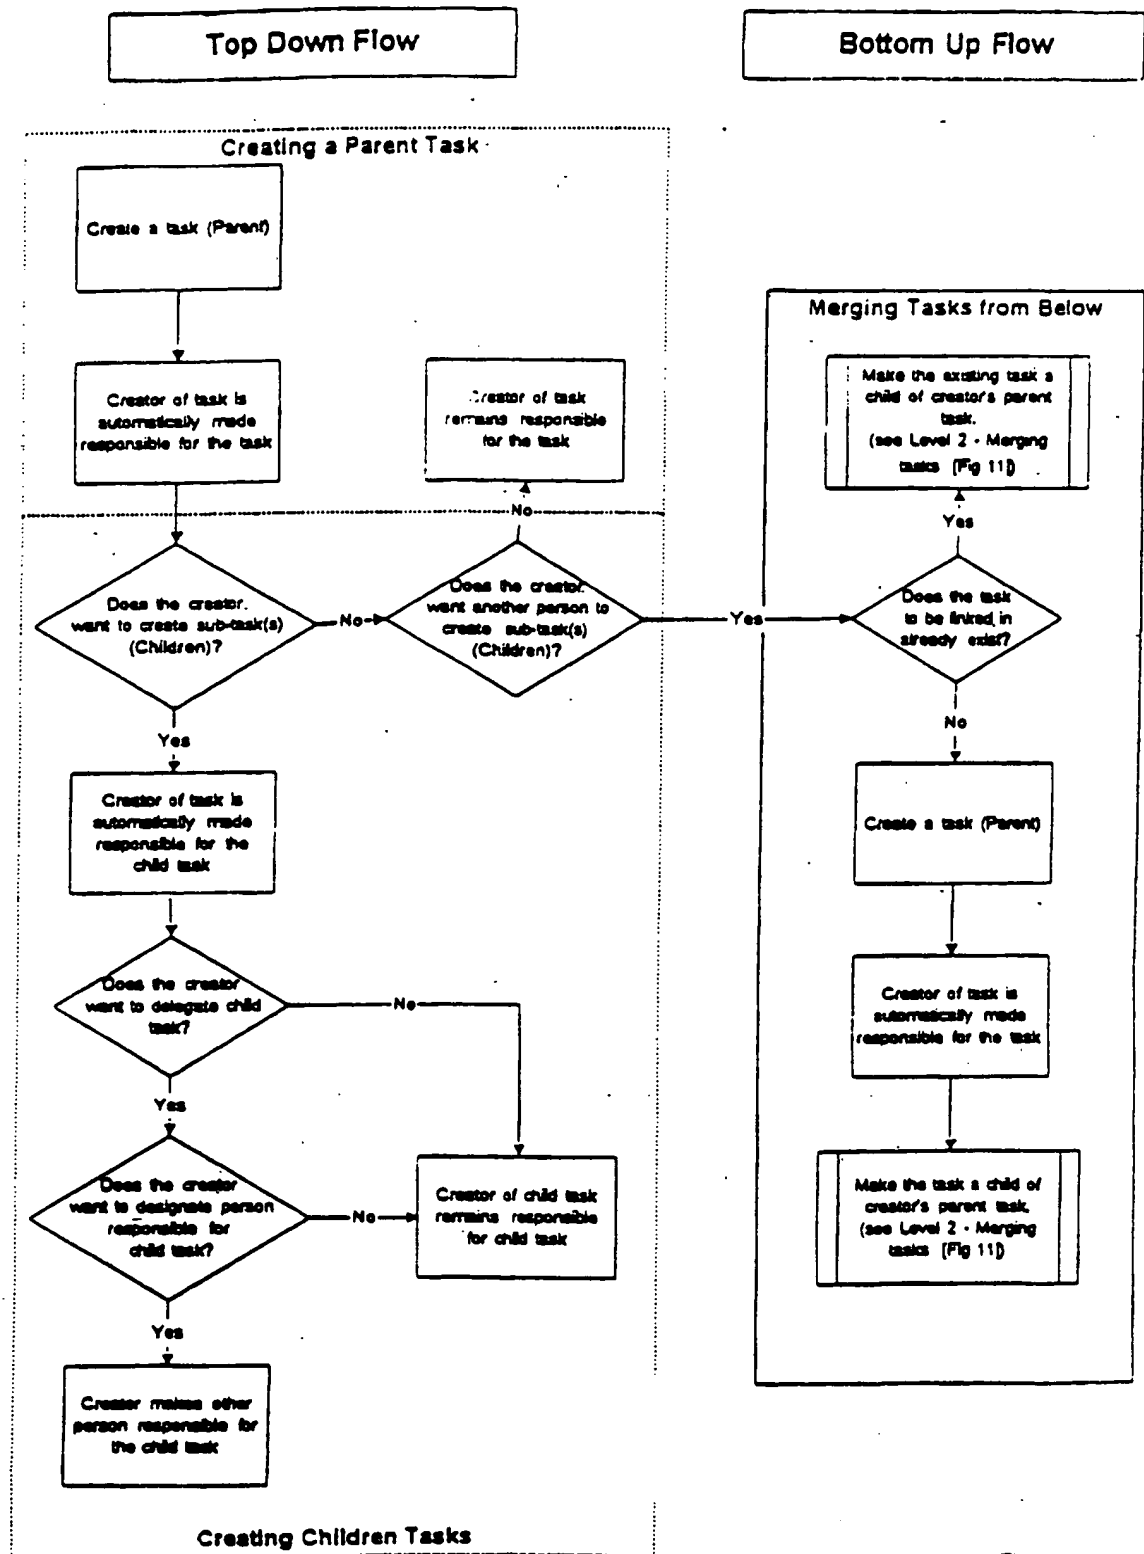 Top Down Flow
Bottom Up Flow
Creating a Parent Task
Create a task (Parent)
Creator of task is
automatically made
responsible for the task
Creator of task
remains responsible
for the task
No
Does the creator
want to create sub-task(s)
(Children)?
No
Does the creator
want another person to
create sub-task(s)
(Children)?
Yes
Yes
Creator of task is
automatically made
responsible for the
child task
Does the creator
want to delegate child
task?
No
Yes
Does the creator
want to designate person
responsible for
child task?
No
Creator of child task
remains responsible
for child task
Yes
Creator makes other
person responsible for
the child task
Creating Children Tasks
Merging Tasks from Below
Make the existing task a
child of creator's parent
task.
(see Level 2 - Merging
tasks [Fig 11])
Yes
Does the task
to be linked in
already exist?
No
Create a task (Parent)
Creator of task is
automatically made
responsible for the task
Make the task a child of
creator's parent task.
(see Level 2 - Merging
tasks [Fig 11])